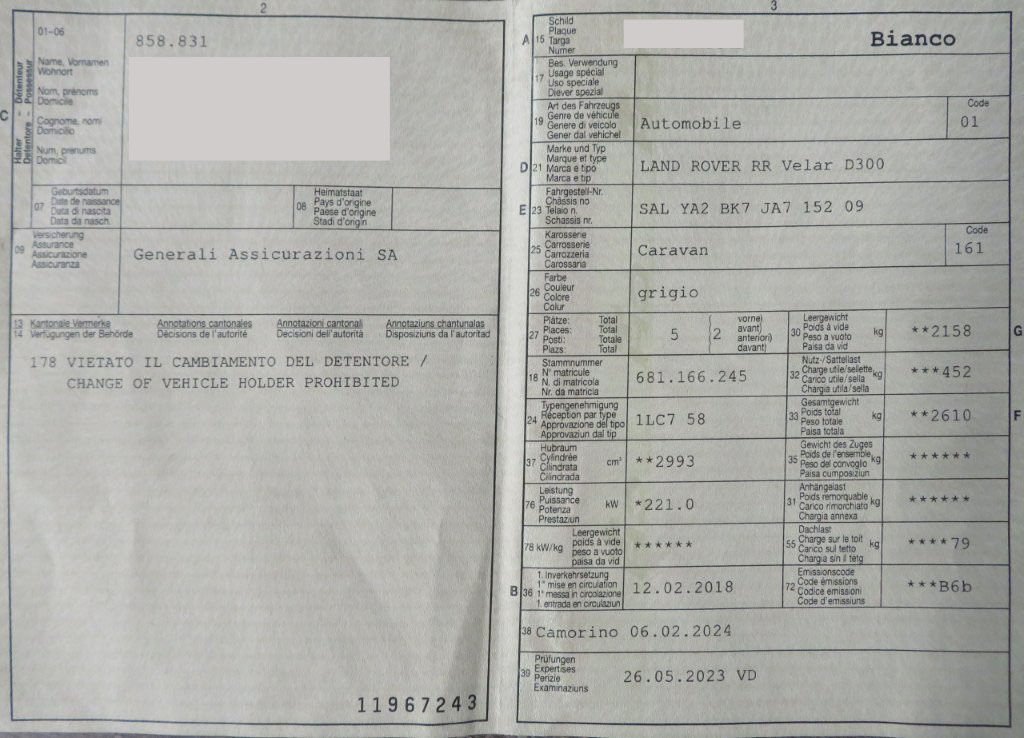 2
01-06
858.831
C
Halter – Détenteur
Detentore – Possessur
Name, Vornamen
Wohnort
Nom, prénoms
Domicile
Cognome, nomi
Domicilio
Num, prenums
Domicil
07
Geburtsdatum
Date de naissance
Data di nascita
Data da nasch.
08
Heimatstaat
Pays d'origine
Paese d'origine
Stadi d'origin
09
Versicherung
Assurance
Assicurazione
Assicuranza
Generali Assicurazioni SA
13 Kantonale Vermerke Annotations cantonales Annotazioni cantonali Annotaziuns chantunalas
14 Verfügungen der Behörde Décisions de l'autorité Decisioni dell'autorità Disposiziuns da l'autoritad
178 VIETATO IL CAMBIAMENTO DEL DETENTORE /
CHANGE OF VEHICLE HOLDER PROHIBITED
11967243
3
A
15
Schild
Plaque
Targa
Numer
Bianco
17
Bes. Verwendung
Usage spécial
Uso speciale
Diever spezial
19
Art des Fahrzeugs
Genre de véhicule
Genere di veicolo
Gener dal vehichel
Automobile
Code
01
D
21
Marke und Typ
Marque et type
Marca e tipo
Marca e tip
LAND ROVER RR Velar D300
E
23
Fahrgestell-Nr.
Châssis no
Telaio n.
Schassis nr.
SAL YA2 BK7 JA7 152 09
25
Karosserie
Carrosserie
Carrozzeria
Carossaria
Caravan
Code
161
26
Farbe
Couleur
Colore
Colur
grigio
27
Plätze: Total
Places: Total
Posti: Totale
Plazs: Total
5
(2
vorne)
avant)
anteriori)
davant)
30
Leergewicht
Poids à vide
Peso a vuoto
Paisa da vid
kg
**2158
G
18
Stammnummer
N° matricule
N. di matricola
Nr. da matricla
681.166.245
32
Nutz-/Sattellast
Charge utile/sellette
Carico utile/sella
Chargia utila/sella
kg
***452
24
Typengenehmigung
Réception par type
Approvazione del tipo
Approvaziun dal tip
1LC7 58
33
Gesamtgewicht
Poids total
Peso totale
Paisa totala
kg
**2610
F
37
Hubraum
Cylindrée
Cilindrata
Cilindrada
cm³
**2993
35
Gewicht des Zuges
Poids de l'ensemble
Peso del convoglio
Paisa cumposiziun
kg
******
76
Leistung
Puissance
Potenza
Prestaziun
kW
*221.0
31
Anhängelast
Poids remorquable
Carico rimorchiato
Chargia annexa
kg
******
78 kW/kg
Leergewicht
poids à vide
peso a vuoto
paisa da vid
******
55
Dachlast
Charge sur le toit
Carico sul tetto
Chargia sin il tetg
kg
****79
B
36
1. Inverkehrsetzung
1re mise en circulation
1a messa in circolazione
1. entrada en circulaziun
12.02.2018
72
Emissionscode
Code émissions
Codice emissioni
Code d'emissiuns
***B6b
38
Camorino 06.02.2024
39
Prüfungen
Expertises
Perizie
Examinaziuns
26.05.2023 VD